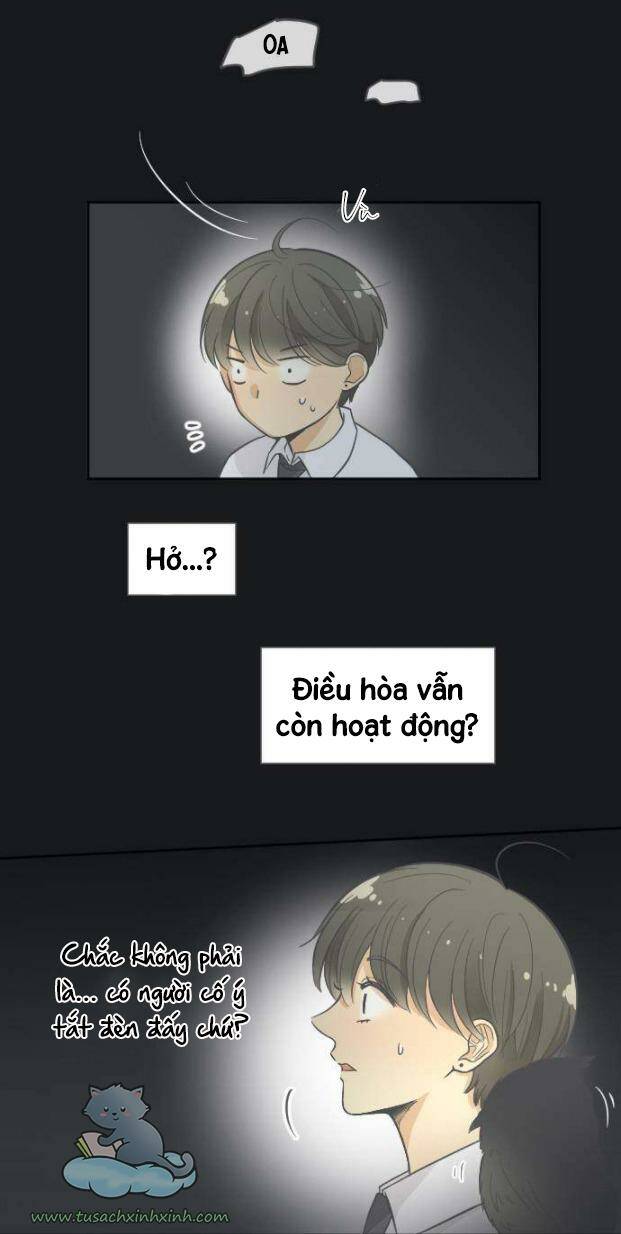 OA
Và
Hở...?
Điều hòa vẫn
còn hoạt động?
Chắc không phải
là... có người cố ý
tắt đèn đấy chứ?
www.tusachxinhxinh.com